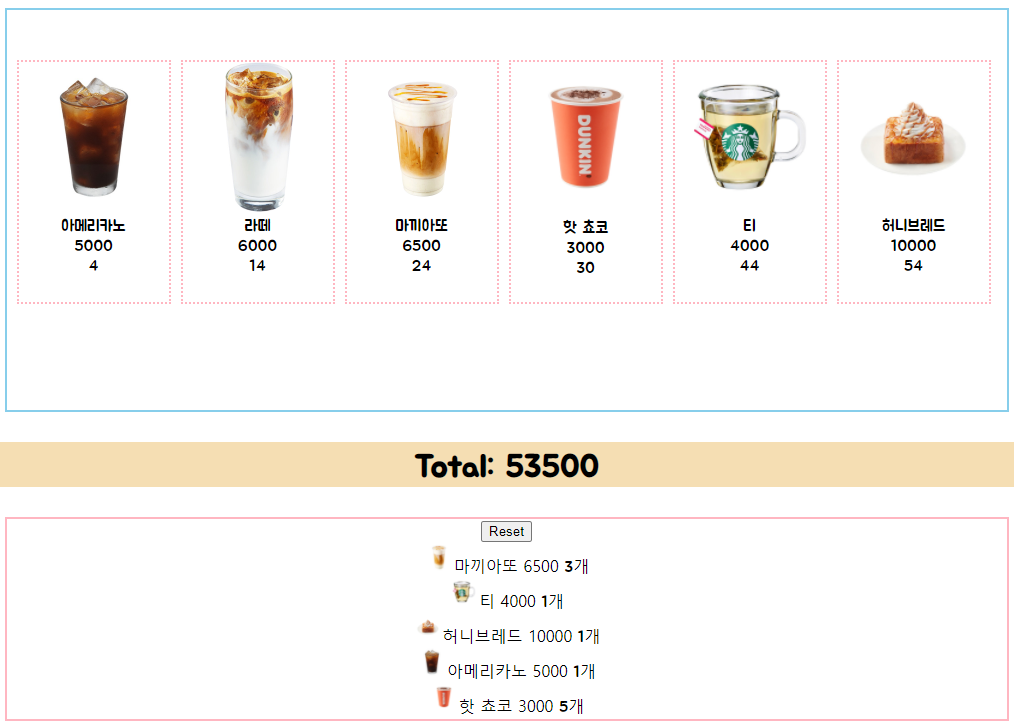 DUNKIN'
아메리카노 라떼 마끼아또 핫 쵸코 티 허니브레드
5000 6000 6500 3000 4000 10000
4 14 24 30 44 54
Total: 53500
Reset
마끼아또 6500 3개
티 4000 1개
허니브레드 10000 1개
아메리카노 5000 1개
핫 쵸코 3000 5개